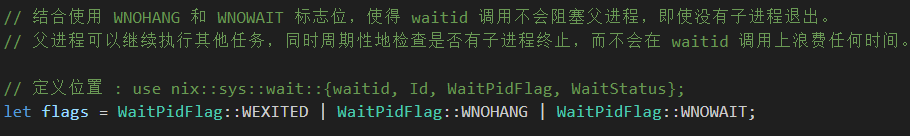 // 结合使用 WNOHANG 和 WNOWAIT 标志位，使得 waitid 调用不会阻塞父进程，即使没有子进程退出。
// 父进程可以继续执行其他任务，同时周期性地检查是否有子进程终止，而不会在 waitid 调用上浪费任何时间。
// 定义位置 : use nix::sys::wait::{waitid, Id, WaitPidFlag, WaitStatus};
let flags = WaitPidFlag::WEXITED | WaitPidFlag::WNOHANG | WaitPidFlag::WNOWAIT;